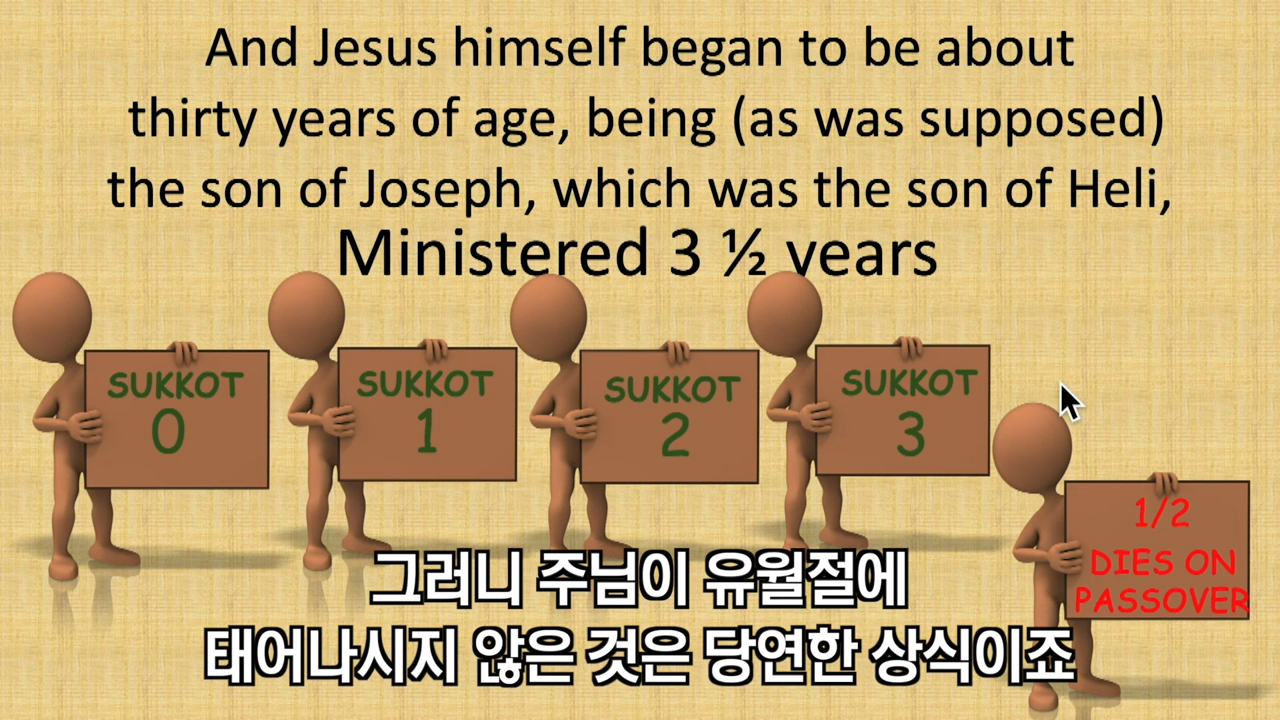 And Jesus himself began to be about
thirty years of age, being (as was supposed)
the son of Joseph, which was the son of Heli,
Ministered 3 ½ years
SUKKOT
0
SUKKOT
1
SUKKOT
2
SUKKOT
3
1/2
DIES ON
PASSOVER
그러니 주님이 유월절에
태어나시지 않은 것은 당연한 상식이죠